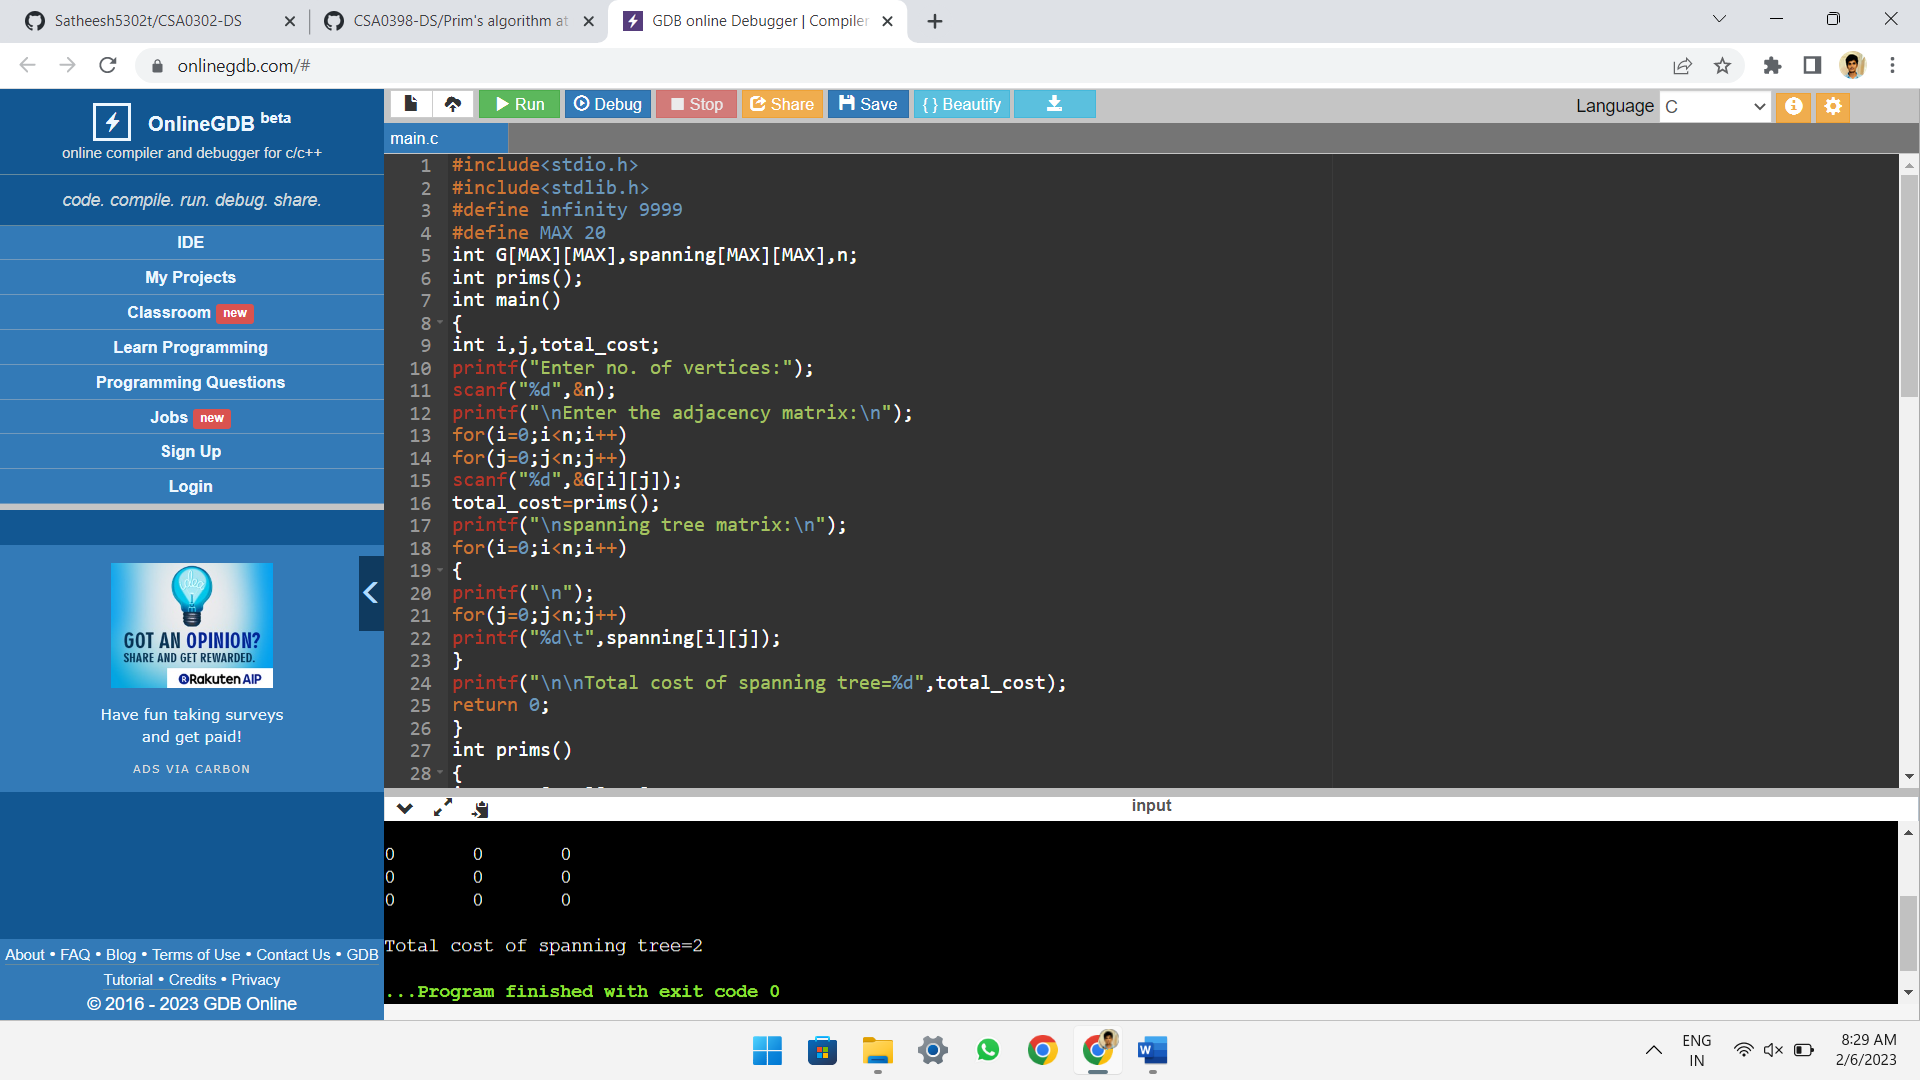 Satheesh5302t/CSA0302-DS
CSA0398-DS/Prim's algorithm at
GDB online Debugger | Compiler
onlinegdb.com/#
OnlineGDB beta
online compiler and debugger for c/c++
code. compile. run. debug. share.
IDE
My Projects
Classroom new
Learn Programming
Programming Questions
Jobs new
Sign Up
Login
GOT AN OPINION?
SHARE AND GET REWARDED.
Rakuten AIP
Have fun taking surveys
and get paid!
ADS VIA CARBON
About • FAQ • Blog • Terms of Use • Contact Us • GDB
Tutorial • Credits • Privacy
© 2016 - 2023 GDB Online
Run Debug Stop Share Save { } Beautify
Language C
main.c
1 #include<stdio.h>
2 #include<stdlib.h>
3 #define infinity 9999
4 #define MAX 20
5 int G[MAX][MAX],spanning[MAX][MAX],n;
6 int prims();
7 int main()
8 {
9 int i,j,total_cost;
10 printf("Enter no. of vertices:");
11 scanf("%d",&n);
12 printf("\nEnter the adjacency matrix:\n");
13 for(i=0;i<n;i++)
14 for(j=0;j<n;j++)
15 scanf("%d",&G[i][j]);
16 total_cost=prims();
17 printf("\nspanning tree matrix:\n");
18 for(i=0;i<n;i++)
19 {
20 printf("\n");
21 for(j=0;j<n;j++)
22 printf("%d\t",spanning[i][j]);
23 }
24 printf("\n\nTotal cost of spanning tree=%d",total_cost);
25 return 0;
26 }
27 int prims()
28 {
input
0 0 0
0 0 0
0 0 0
Total cost of spanning tree=2
...Program finished with exit code 0
ENG
IN
8:29 AM
2/6/2023